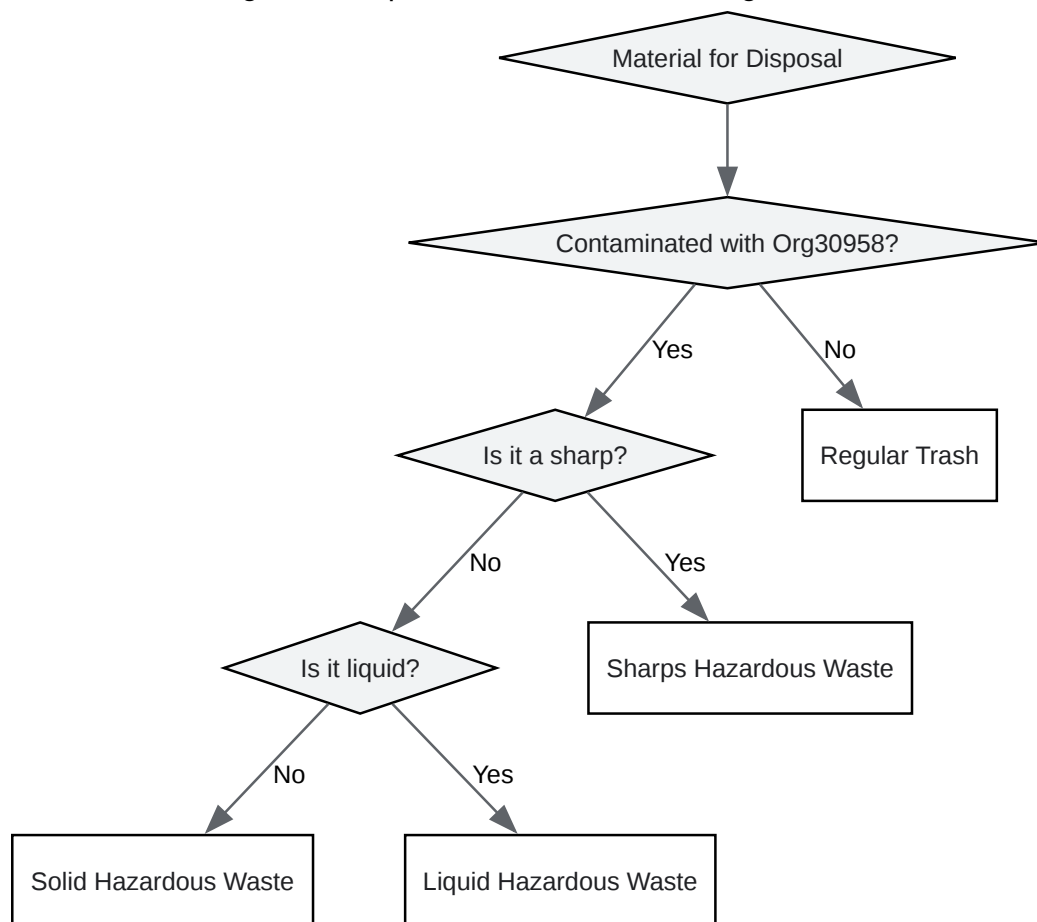 Material for Disposal
Contaminated with Org30958?
Yes
No
Is it a sharp?
Regular Trash
No
Yes
Is it liquid?
Sharps Hazardous Waste
No
Yes
Solid Hazardous Waste
Liquid Hazardous Waste